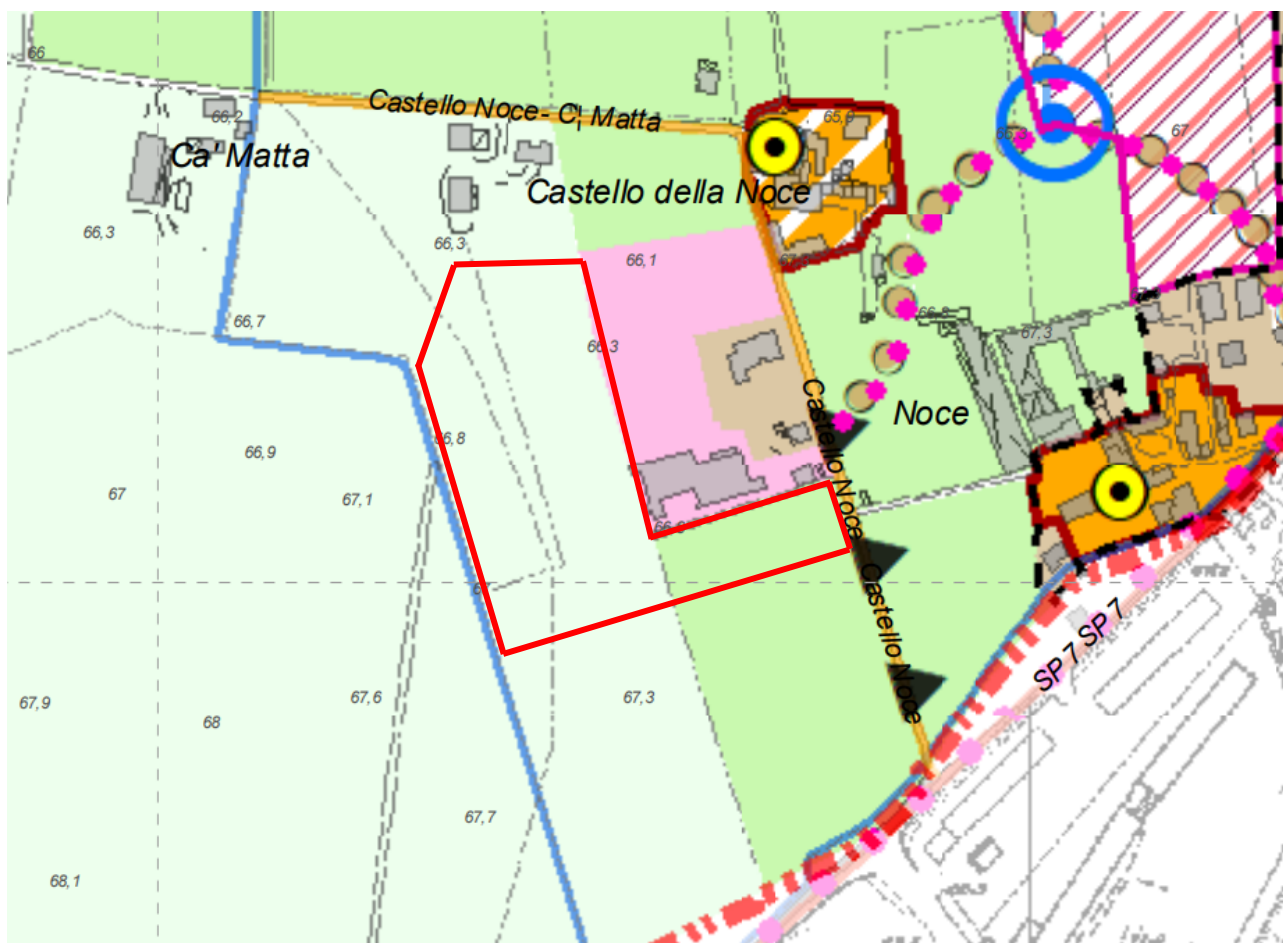 66
Castello Noce- C¦ Matta
66,2
65,9
67
Ca' Matta
Castello della Noce
66,3
66,3
66,1
66,7
66,3
67,3
Noce
66,8
66,9
67
67,1
Castello Noce
Castello Noce
SP 7
SP 7
67,9
68
67,6
67,3
67,7
68,1